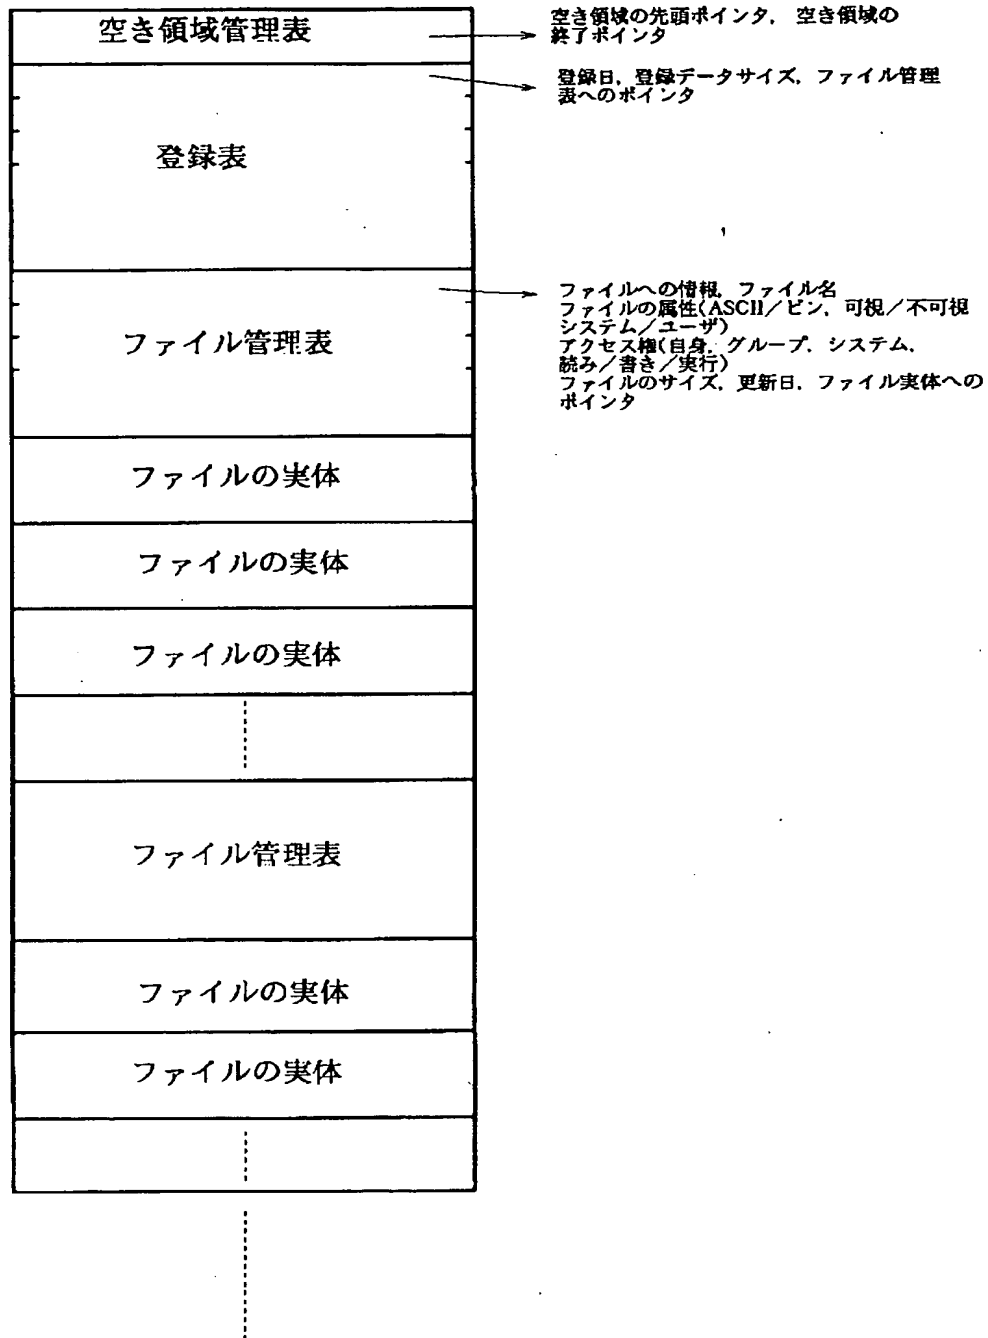 空き領域管理表
空き領域の先頭ポインタ, 空き領域の
終了ポインタ
登録日, 登録データサイズ, ファイル管理
表へのポインタ
登録表
ファイルへの情報, ファイル名
ファイルの属性(ASCII/ビン, 可視/不可視
システム/ユーザ)
アクセス権(自身, グループ, システム,
読み/書き/実行)
ファイルのサイズ, 更新日, ファイル実体への
ポインタ
ファイル管理表
ファイルの実体
ファイルの実体
ファイルの実体
ファイル管理表
ファイルの実体
ファイルの実体